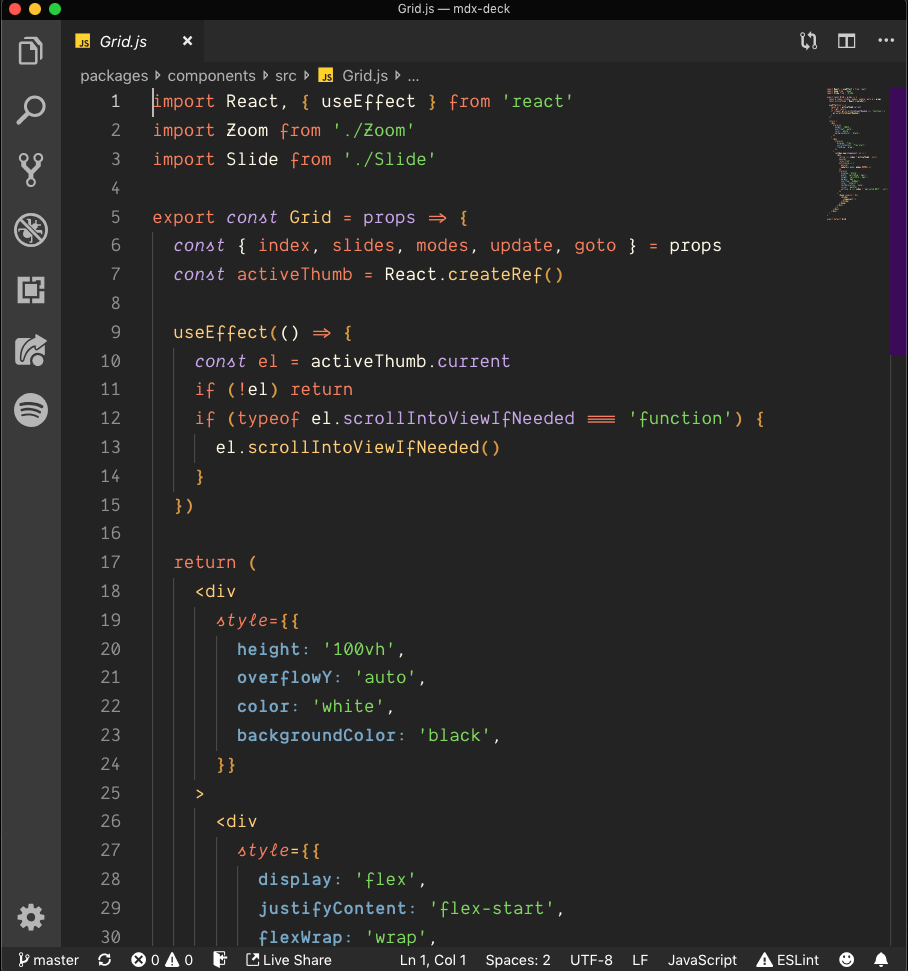 Grid.js — mdx-deck
JS Grid.js ×
packages components src JS Grid.js ...
1 import React, { useEffect } from 'react'
2 import Zoom from './Zoom'
3 import Slide from './Slide'
4
5 export const Grid = props => {
6 const { index, slides, modes, update, goto } = props
7 const activeThumb = React.createRef()
8
9 useEffect(() => {
10 const el = activeThumb.current
11 if (!el) return
12 if (typeof el.scrollIntoViewIfNeeded === 'function') {
13 el.scrollIntoViewIfNeeded()
14 }
15 })
16
17 return (
18 <div
19 style={{
20 height: '100vh',
21 overflowY: 'auto',
22 color: 'white',
23 backgroundColor: 'black',
24 }}
25 >
26 <div
27 style={{
28 display: 'flex',
29 justifyContent: 'flex-start',
30 flexWrap: 'wrap',
master 0 0 Live Share Ln 1, Col 1 Spaces: 2 UTF-8 LF JavaScript ESLint